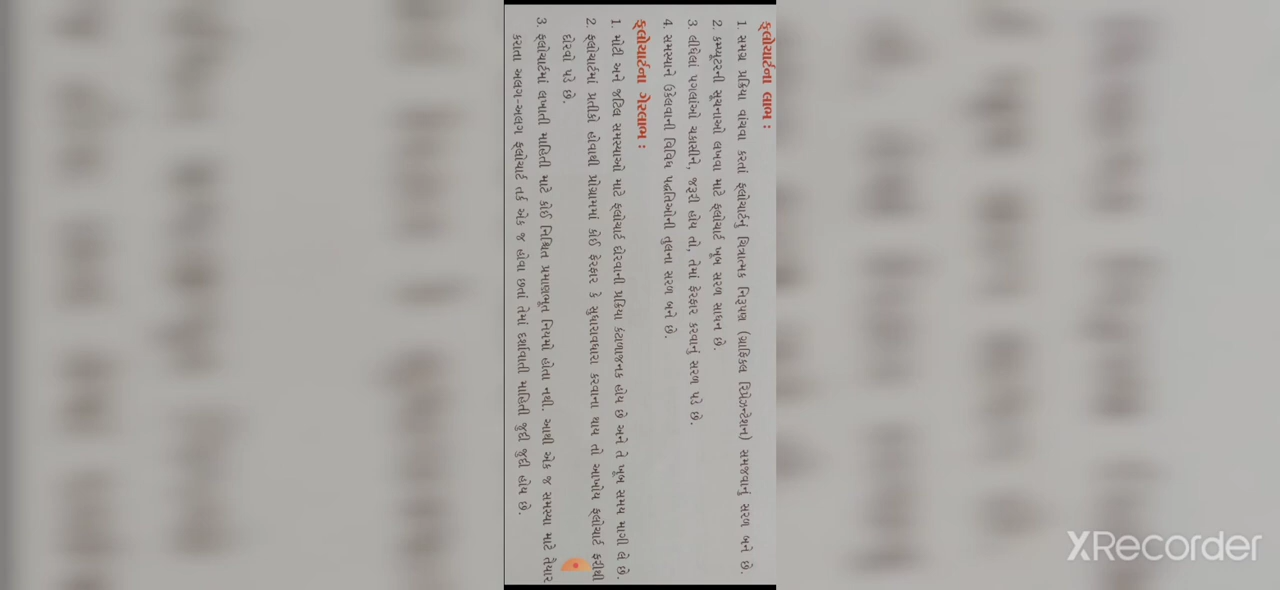 ફ્લોચાર્ટના લાભ :
1. સમગ્ર પ્રક્રિયા વાંચવા કરતાં ફ્લોચાર્ટનું ચિત્રાત્મક નિરૂપણ (ગ્રાફિકલ રિપ્રેઝન્ટેશન) સમજવાનું સરળ બને છે.
2. કમ્પ્યૂટરની સૂચનાઓ લખવા માટે ફ્લોચાર્ટ ખૂબ સરળ સાધન છે.
3. લીધેલાં પગલાંઓ ચકાસીને, જરૂરી હોય તો, તેમાં ફેરફાર કરવાનું સરળ પડે છે.
4. સમસ્યાને ઉકેલવાની વિવિધ પદ્ધતિઓની તુલના સરળ બને છે.
ફ્લોચાર્ટના ગેરલાભ :
1. મોટી અને જટિલ સમસ્યાઓ માટે ફ્લોચાર્ટ દોરવાની પ્રક્રિયા કંટાળાજનક હોય છે અને તે ખૂબ સમય માગી લે છે.
2. ફ્લોચાર્ટમાં પ્રતીકો હોવાથી પ્રોગ્રામમાં કોઈ ફેરફાર કે સુધારાવધારા કરવાના થાય તો આખોય ફ્લોચાર્ટ ફરીથી
દોરવો પડે છે.
3. ફ્લોચાર્ટમાં લખાતી માહિતી માટે કોઈ નિશ્ચિત પ્રમાણભૂત નિયમો હોતા નથી. આથી એક જ સમસ્યા માટે તૈયાર
કરાતા અલગ-અલગ ફ્લોચાર્ટ તર્ક એક જ હોવા છતાં તેમાં દર્શાવાતી માહિતી જુદી જુદી હોય છે.
XRecorder